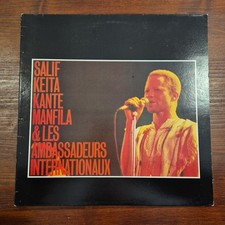 SALIF
KEITA
KANTE
MANFILA
& LES
AMBASSADEURS
INTERNATIONAUX